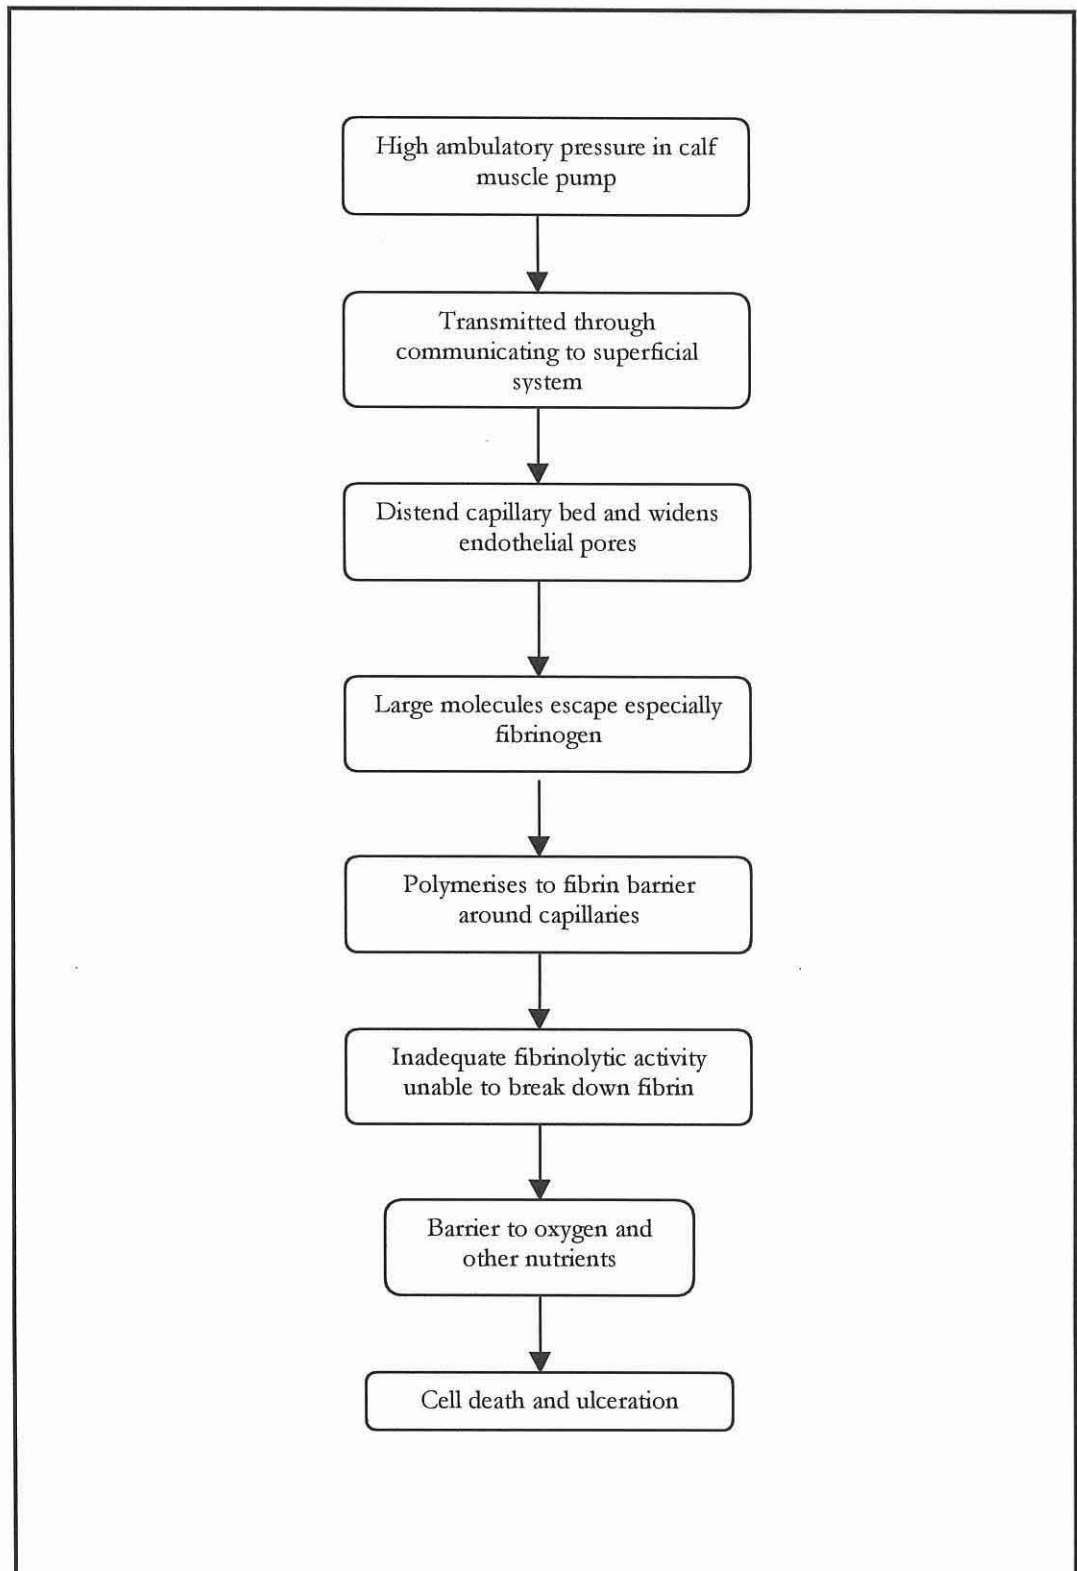 High ambulatory pressure in calf
muscle pump
Transmitted through
communicating to superficial
system
Distend capillary bed and widens
endothelial pores
Large molecules escape especially
fibrinogen
Polymerises to fibrin barrier
around capillaries
Inadequate fibrinolytic activity
unable to break down fibrin
Barrier to oxygen and
other nutrients
Cell death and ulceration